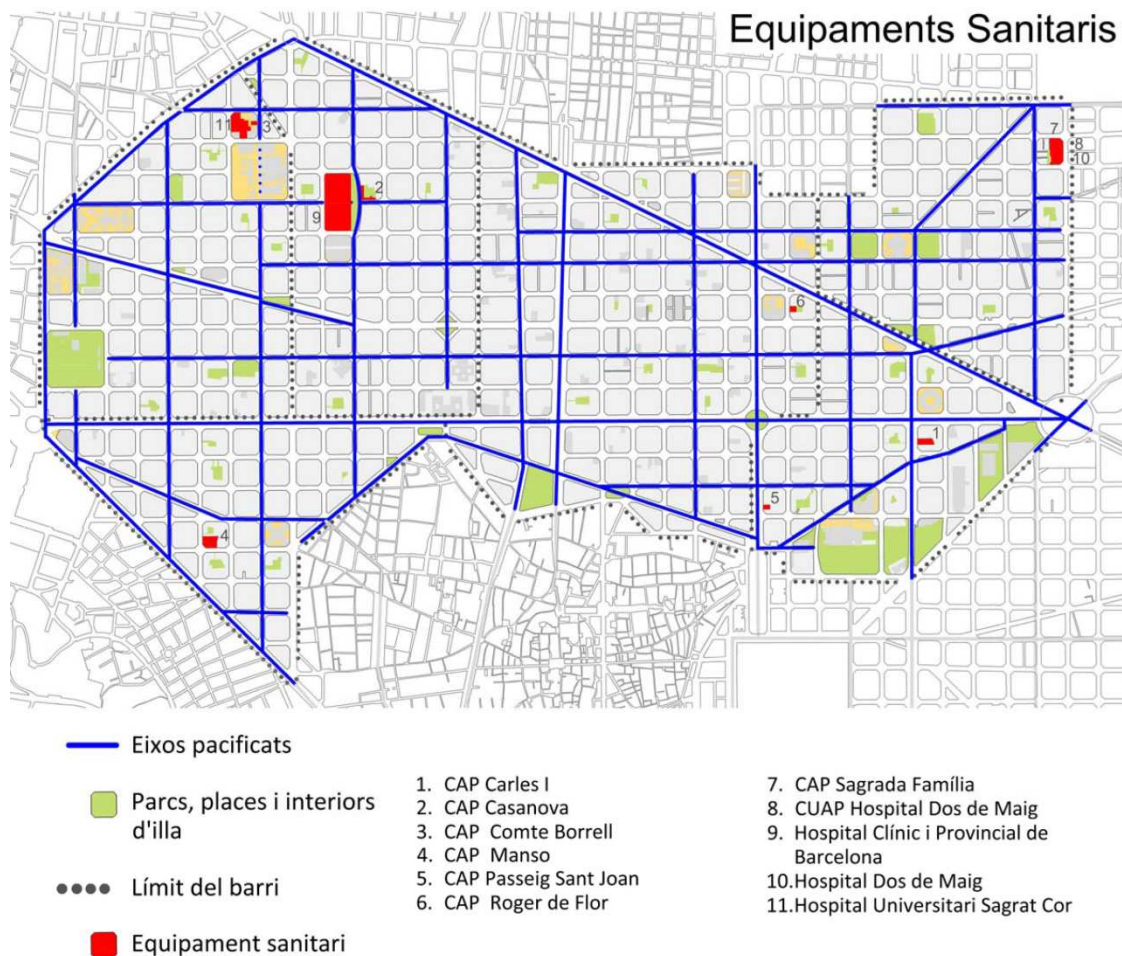 Equipaments Sanitaris
11
3
7
8
10
2
9
6
1
5
4
Eixos pacificats
Parcs, places i interiors
d'illa
Límit del barri
Equipament sanitari
1. CAP Carles I
2. CAP Casanova
3. CAP Comte Borrell
4. CAP Manso
5. CAP Passeig Sant Joan
6. CAP Roger de Flor
7. CAP Sagrada Família
8. CUAP Hospital Dos de Maig
9. Hospital Clínic i Provincial de
Barcelona
10.Hospital Dos de Maig
11.Hospital Universitari Sagrat Cor